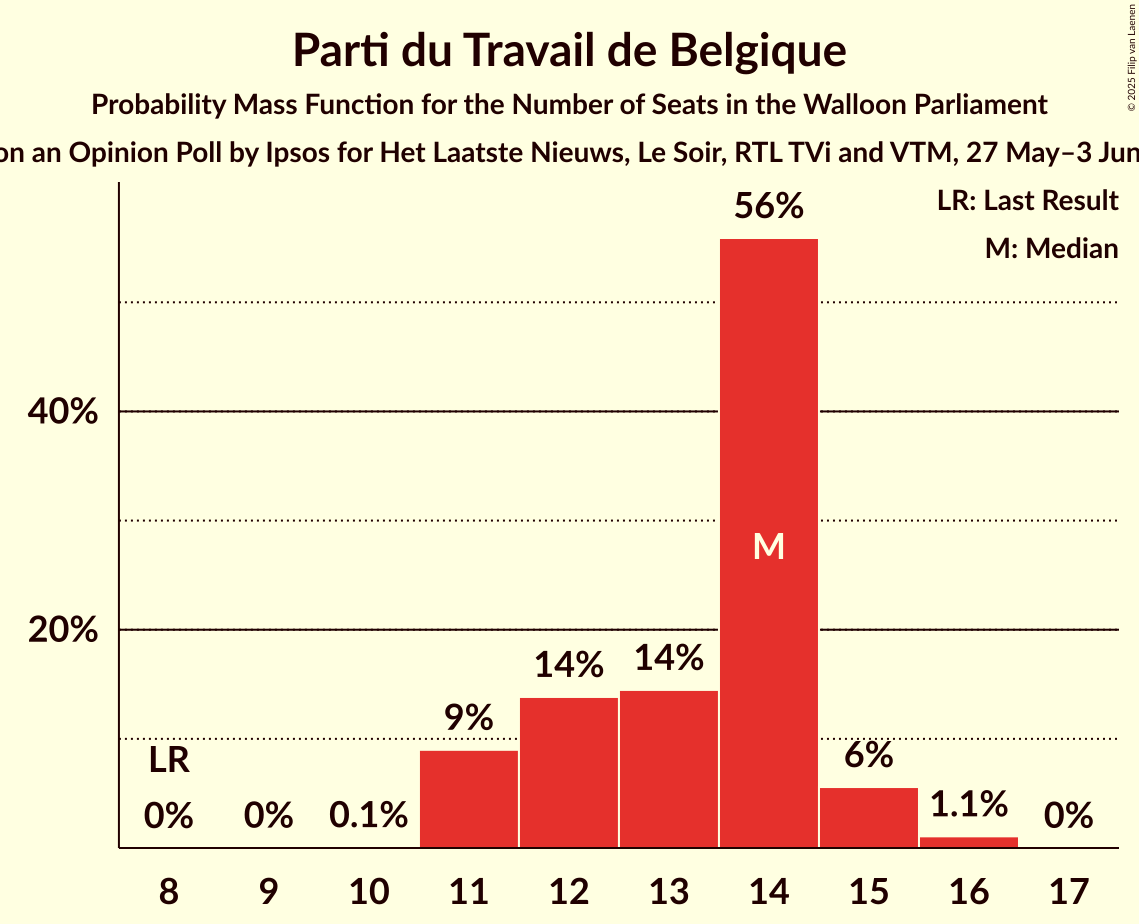 Parti du Travail de Belgique
Probability Mass Function for the Number of Seats in the Walloon Parliament
on an Opinion Poll by Ipsos for Het Laatste Nieuws, Le Soir, RTL TVi and VTM, 27 May–3 Jun
© 2025 Filip van Laenen
LR: Last Result
M: Median
56%
40%
M
20%
14%
14%
9%
6%
LR
0%
0%
0.1%
1.1%
0%
8 9 10 11 12 13 14 15 16 17